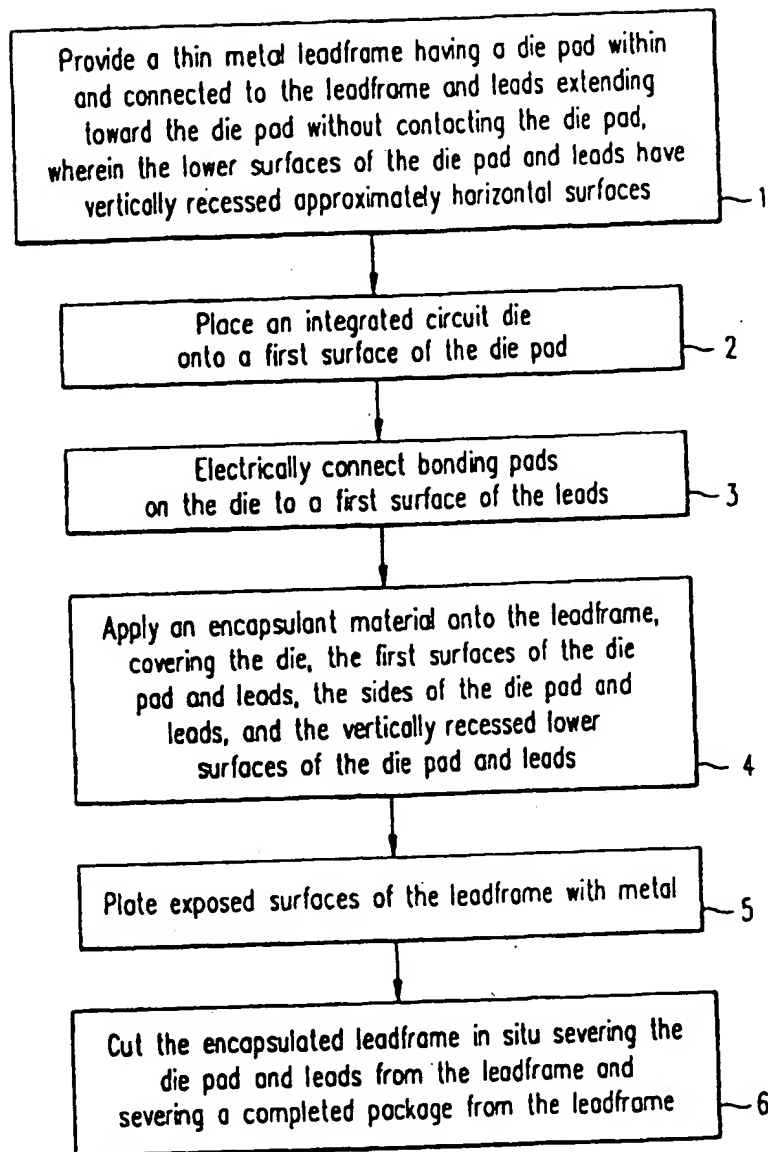 Provide a thin metal leadframe having a die pad within
and connected to the leadframe and leads extending
toward the die pad without contacting the die pad,
wherein the lower surfaces of the die pad and leads have
vertically recessed approximately horizontal surfaces
1
Place an integrated circuit die
onto a first surface of the die pad
2
Electrically connect bonding pads
on the die to a first surface of the leads
3
Apply an encapsulant material onto the leadframe,
covering the die, the first surfaces of the die
pad and leads, the sides of the die pad and
leads, and the vertically recessed lower
surfaces of the die pad and leads
4
Plate exposed surfaces of the leadframe with metal
5
Cut the encapsulated leadframe in situ severing the
die pad and leads from the leadframe and
severing a completed package from the leadframe
6